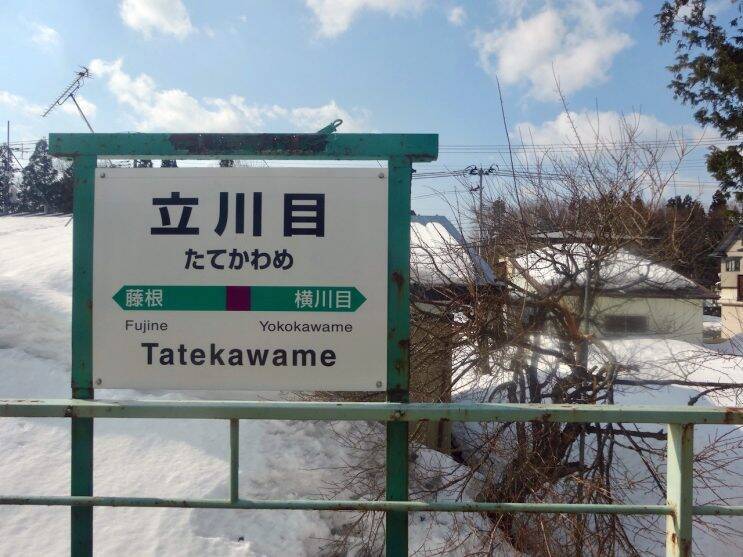 立川目
たてかわめ
藤根 横川目
Fujine Yokokawame
Tatekawame